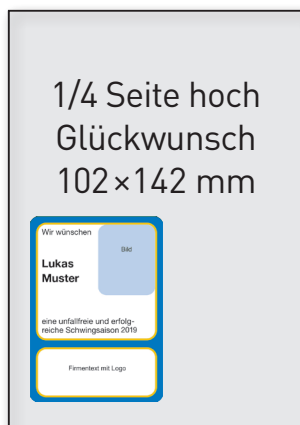 1/4 Seite hoch
Glückwunsch
102×142 mm
Wir wünschen
Bild
Lukas
Muster
eine unfallfreie und erfolg-
reiche Schwingsaison 2019
Firmentext mit Logo